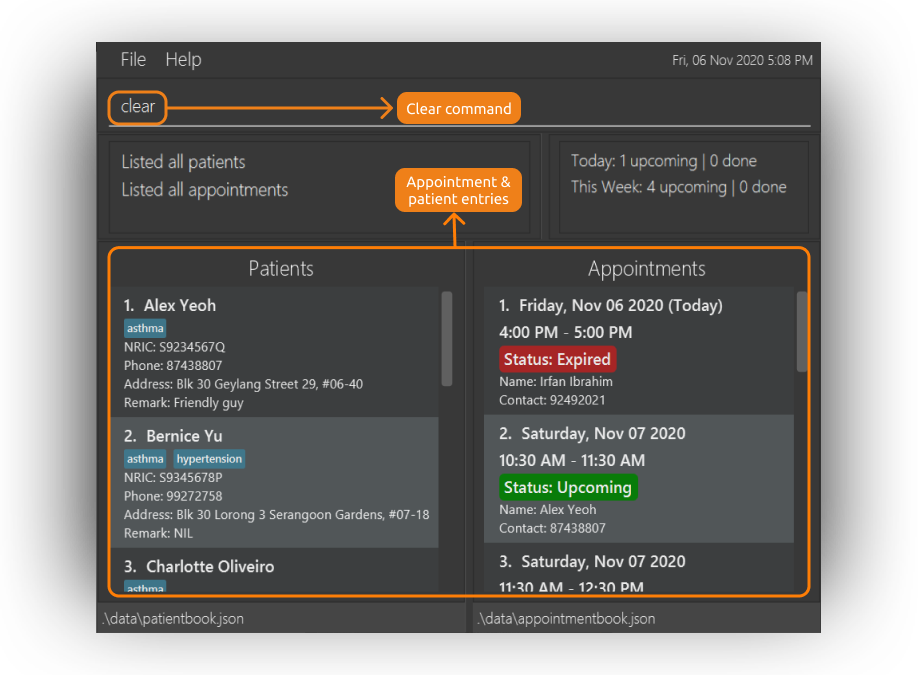 File Help
Fri, 06 Nov 2020 5:08 PM
clear
Clear command
Listed all patients
Listed all appointments
Appointment &
patient entries
Today: 1 upcoming | 0 done
This Week: 4 upcoming | 0 done
Patients
1. Alex Yeoh
asthma
NRIC: S9234567Q
Phone: 87438807
Address: Blk 30 Geylang Street 29, #06-40
Remark: Friendly guy
2. Bernice Yu
asthma hypertension
NRIC: S9345678P
Phone: 99272758
Address: Blk 30 Lorong 3 Serangoon Gardens, #07-18
Remark: NIL
3. Charlotte Oliveiro
asthma
Appointments
1. Friday, Nov 06 2020 (Today)
4:00 PM - 5:00 PM
Status: Expired
Name: Irfan Ibrahim
Contact: 92492021
2. Saturday, Nov 07 2020
10:30 AM - 11:30 AM
Status: Upcoming
Name: Alex Yeoh
Contact: 87438807
3. Saturday, Nov 07 2020
11:30 AM - 12:30 PM
.\data\patientbook.json
.\data\appointmentbook.json